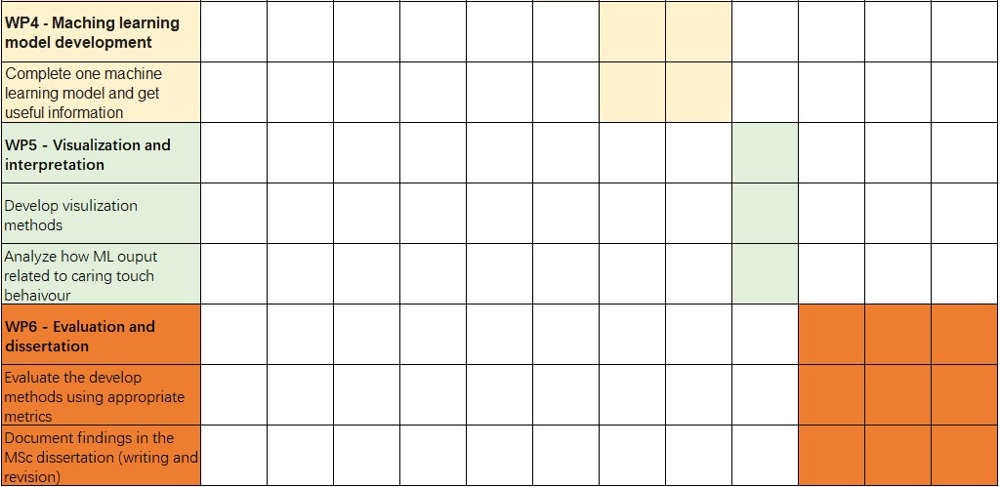 WP4 - Maching learning
model development
Complete one machine
learning model and get
useful information
WP5 - Visualization and
interpretation
Develop visulization
methods
Analyze how ML ouput
related to caring touch
behaivour
WP6 - Evaluation and
dissertation
Evaluate the develop
methods using appropriate
metrics
Document findings in the
MSc dissertation (writing and
revision)